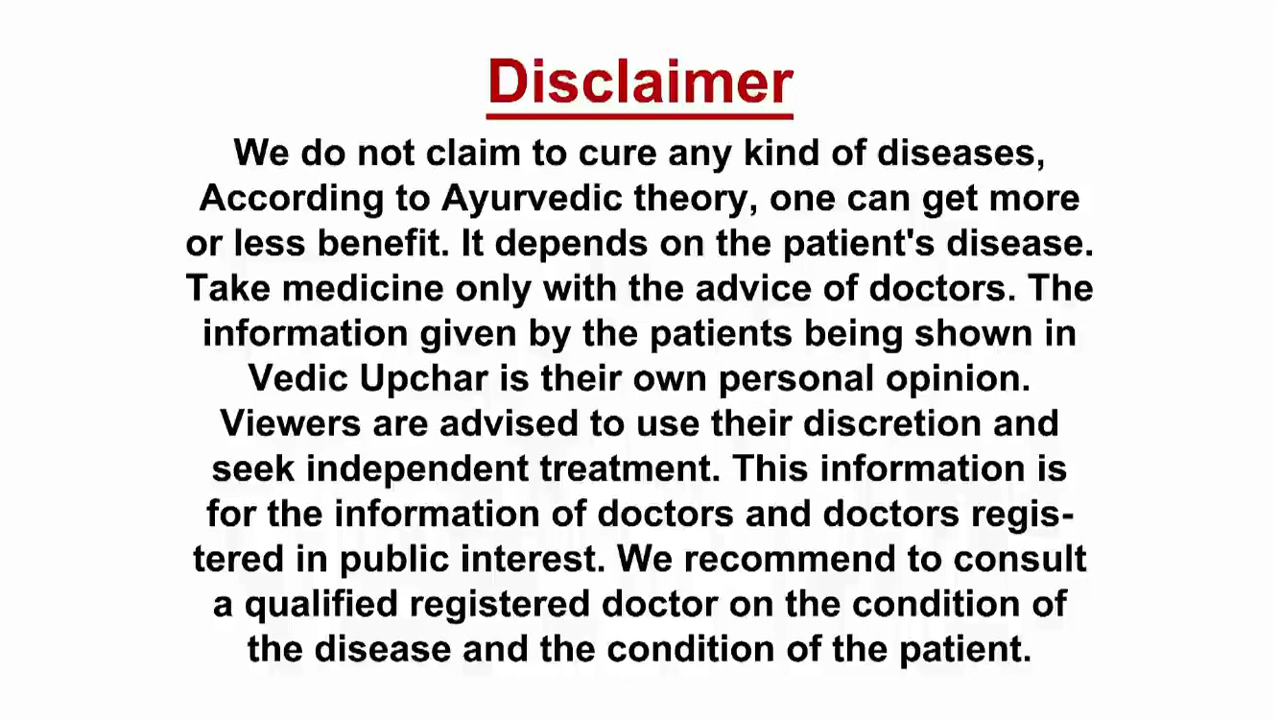 Disclaimer
We do not claim to cure any kind of diseases,
According to Ayurvedic theory, one can get more
or less benefit. It depends on the patient's disease.
Take medicine only with the advice of doctors. The
information given by the patients being shown in
Vedic Upchar is their own personal opinion.
Viewers are advised to use their discretion and
seek independent treatment. This information is
for the information of doctors and doctors regis-
tered in public interest. We recommend to consult
a qualified registered doctor on the condition of
the disease and the condition of the patient.